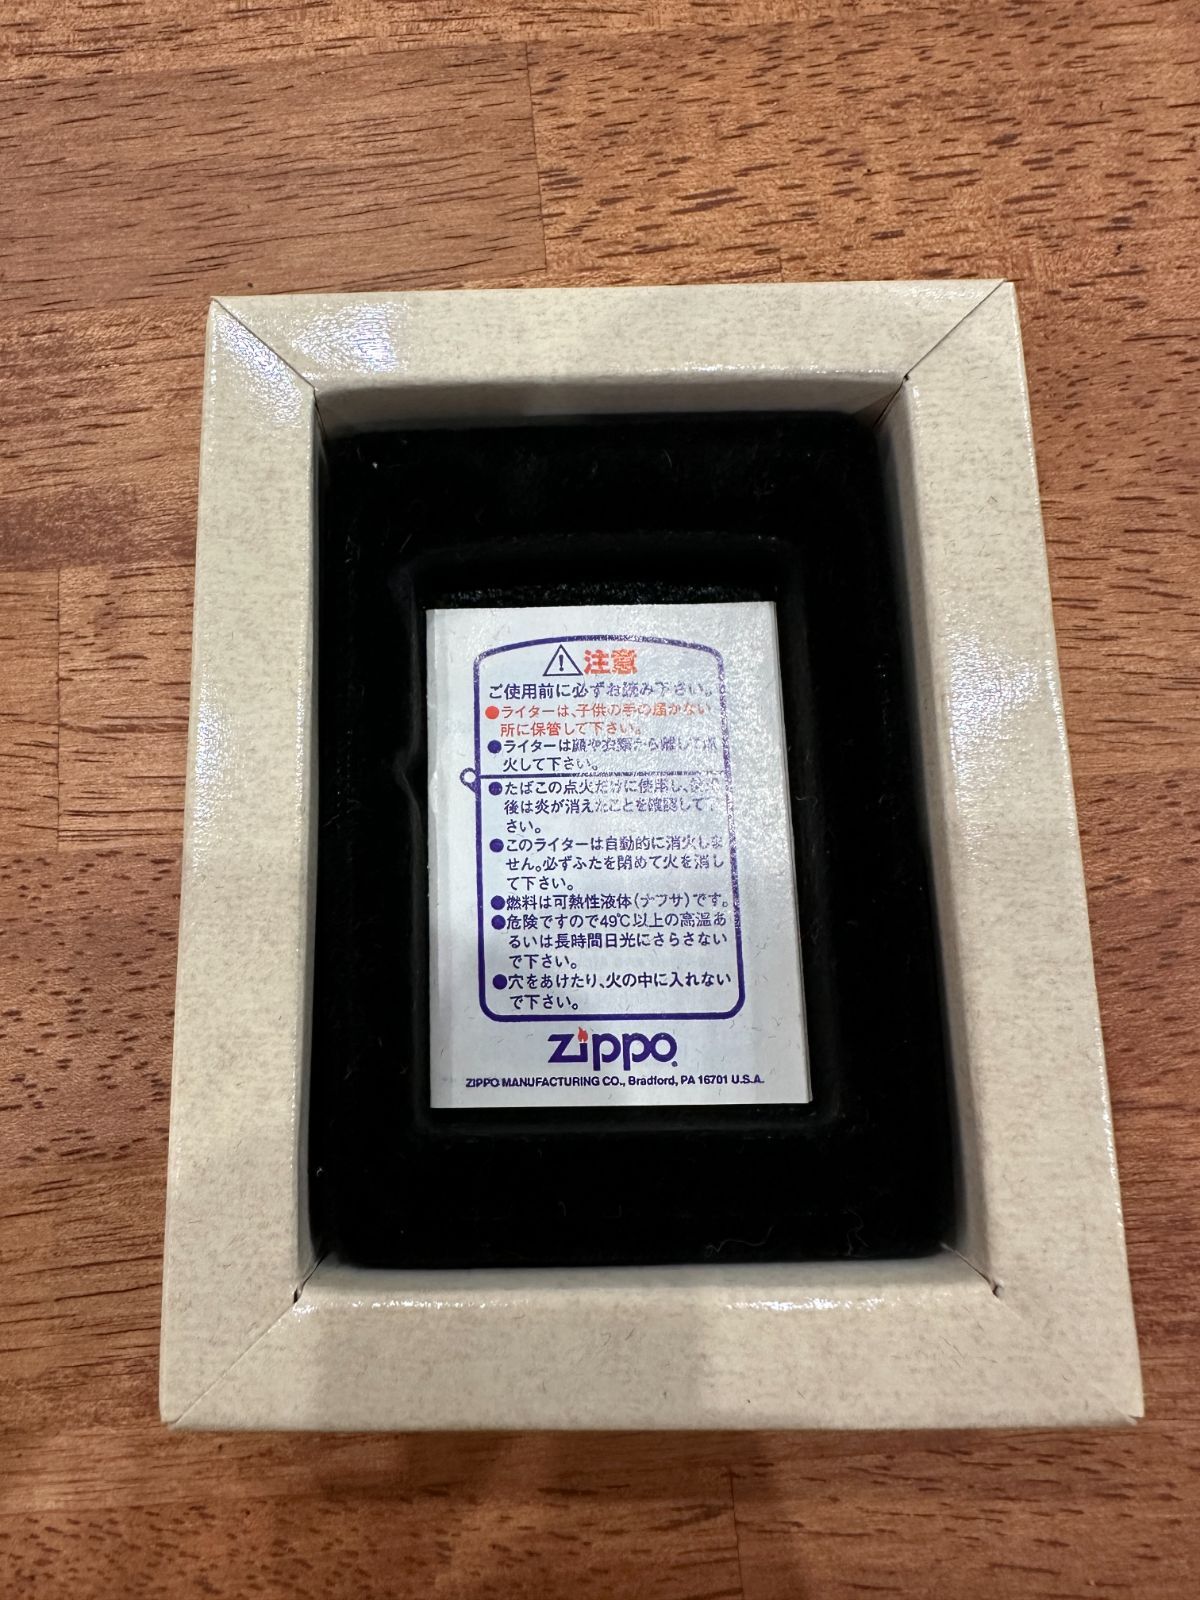 注意
ご使用前に必ずお読み下さい。
●ライターは、子供の手の届かない
所に保管して下さい。
●ライターは顔や衣類から離して点
火して下さい。
●たばこの点火だけに使用し、使用
後は炎が消えたことを確認して下
さい。
●このライターは自動的に消火しま
せん。必ずふたを閉めて火を消し
て下さい。
●燃料は可熱性液体(ナフサ)です。
●危険ですので49℃以上の高温あ
るいは長時間日光にさらさない
で下さい。
●穴をあけたり、火の中に入れない
で下さい。
zippo
ZIPPO MANUFACTURING CO., Bradford, PA 16701 U.S.A.